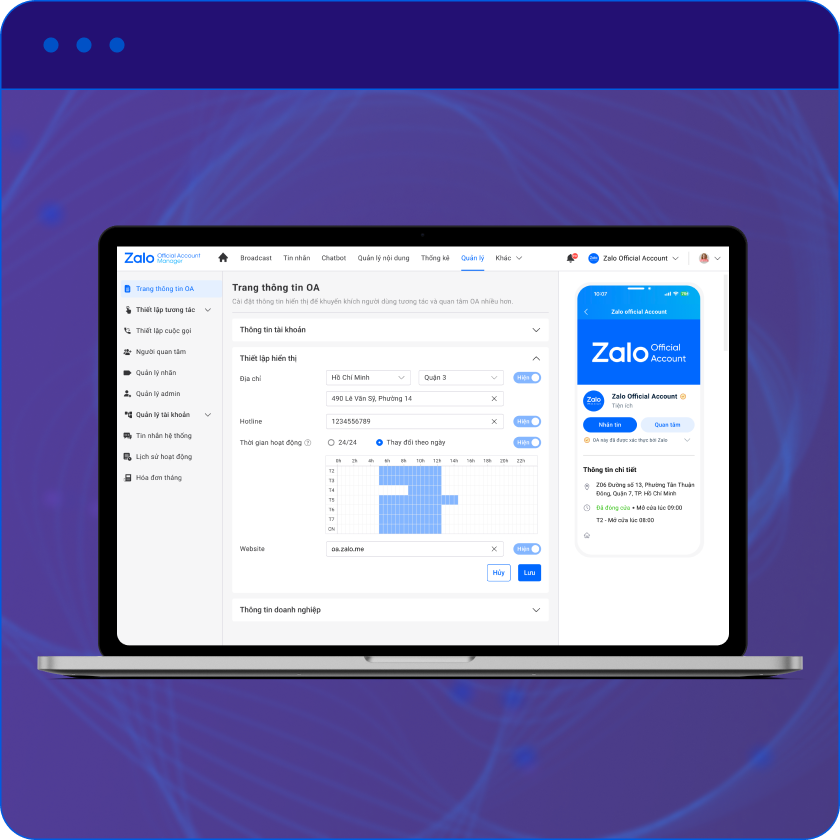 Zalo Official Account Manager
Broadcast Tin nhắn Chatbot Quản lý nội dung Thống kê Quản lý Khác
Zalo Official Account
Trang thông tin OA
Thiết lập tương tác
Thiết lập cuộc gọi
Người quan tâm
Quản lý nhãn
Quản lý admin
Quản lý tài khoản
Tin nhắn hệ thống
Lịch sử hoạt động
Hóa đơn tháng
Trang thông tin OA
Cài đặt thông tin hiển thị để khuyến khích người dùng tương tác và quan tâm OA nhiều hơn.
Thông tin tài khoản
Thiết lập hiển thị
Địa chỉ Hồ Chí Minh Quận 3 Hiện
490 Lê Văn Sỹ, Phường 14
Hotline 1234556789 Hiện
Thời gian hoạt động 24/24 Thay đổi theo ngày Hiện
0h 2h 4h 6h 8h 10h 12h 14h 16h 18h 20h 22h
T2
T3
T4
T5
T6
T7
CN
Website oa.zalo.me Hiện
Hủy Lưu
Thông tin doanh nghiệp
10:07
Zalo official Account
Zalo Official Account
Zalo
Zalo Official Account
Tiện ích
Nhắn tin Quan tâm
OA này đã được xác thực bởi Zalo
Thông tin chi tiết
Z06 Đường số 13, Phường Tân Thuận
Đông, Quận 7, TP. Hồ Chí Minh
Đã đóng cửa • Mở cửa lúc 09:00
T2 - Mở cửa lúc 08:00